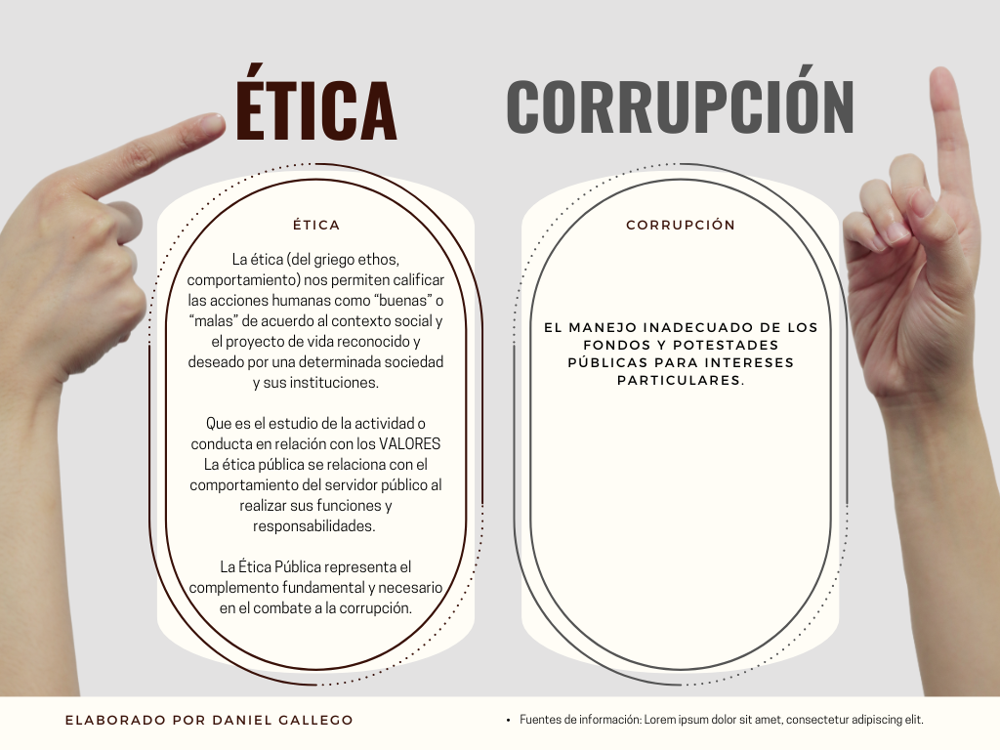 ÉTICA
CORRUPCIÓN
ÉTICA
La ética (del griego ethos,
comportamiento) nos permiten calificar
las acciones humanas como “buenas” o
“malas” de acuerdo al contexto social y
el proyecto de vida reconocido y
deseado por una determinada sociedad
y sus instituciones.
Que es el estudio de la actividad o
conducta en relación con los VALORES
La ética pública se relaciona con el
comportamiento del servidor público al
realizar sus funciones y
responsabilidades.
La Ética Pública representa el
complemento fundamental y necesario
en el combate a la corrupción.
CORRUPCIÓN
EL MANEJO INADECUADO DE LOS
FONDOS Y POTESTADES
PÚBLICAS PARA INTERESES
PARTICULARES.
ELABORADO POR DANIEL GALLEGO
• Fuentes de información: Lorem ipsum dolor sit amet, consectetur adipiscing elit.